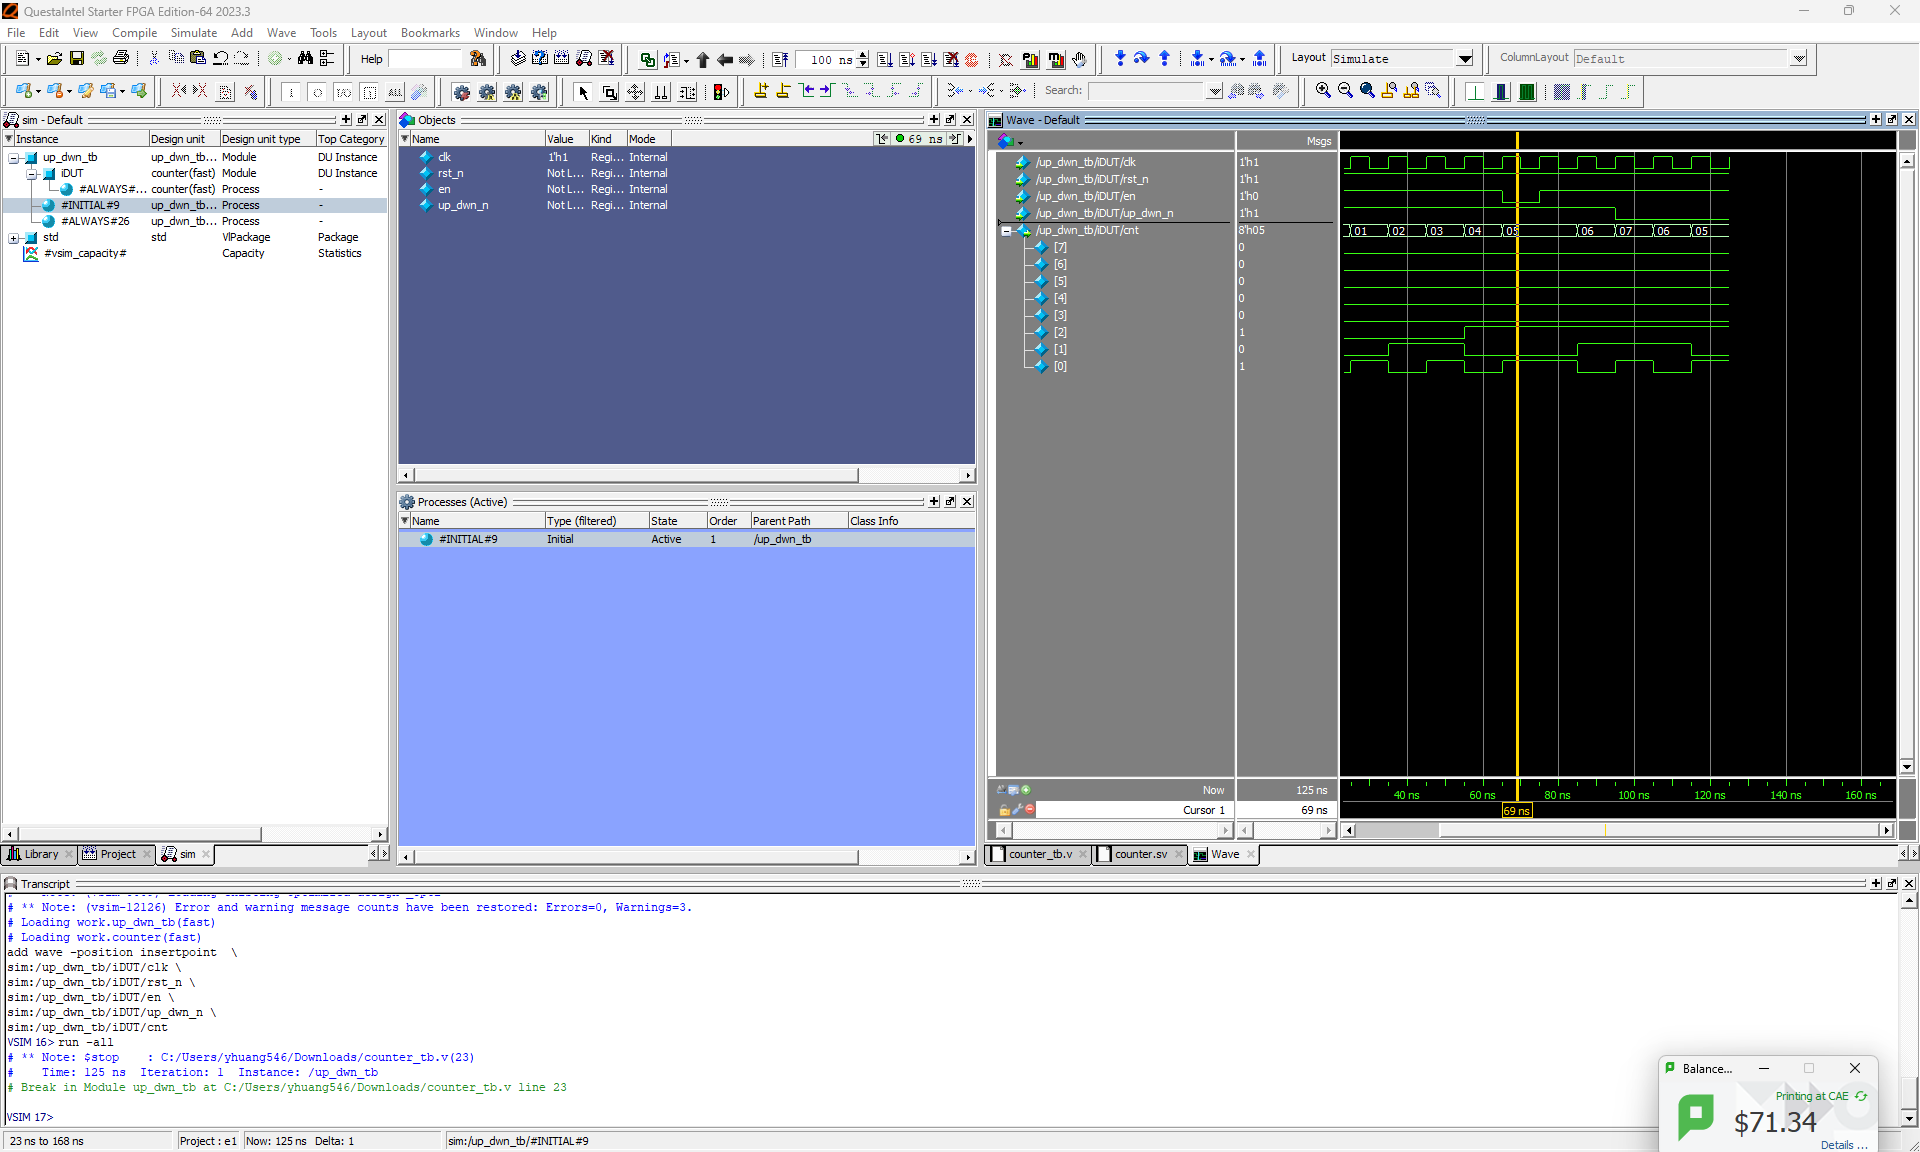 QuestaIntel Starter FPGA Edition-64 2023.3
File Edit View Compile Simulate Add Wave Tools Layout Bookmarks Window Help
Help
100 ns
Layout Simulate
ColumnLayout Default
Search:
sim - Default
Instance Design unit Design unit type Top Category
up_dwn_tb up_dwn_tb... Module DU Instance
iDUT counter(fast) Module DU Instance
#ALWAYS#... counter(fast) Process -
#INITIAL#9 up_dwn_tb... Process -
#ALWAYS#26 up_dwn_tb... Process -
std std VlPackage Package
#vsim_capacity# Capacity Statistics
Library Project sim
Objects
Name Value Kind Mode
69 ns
clk 1'h1 Regi... Internal
rst_n Not L... Regi... Internal
en Not L... Regi... Internal
up_dwn_n Not L... Regi... Internal
Processes (Active)
Name Type (filtered) State Order Parent Path Class Info
#INITIAL#9 Initial Active 1 /up_dwn_tb
Wave - Default
Msgs
/up_dwn_tb/iDUT/clk 1'h1
/up_dwn_tb/iDUT/rst_n 1'h1
/up_dwn_tb/iDUT/en 1'h0
/up_dwn_tb/iDUT/up_dwn_n 1'h1
/up_dwn_tb/iDUT/cnt 8'h05 01 02 03 04 05 06 07 06 05
[7] 0
[6] 0
[5] 0
[4] 0
[3] 0
[2] 1
[1] 0
[0] 1
Now 125 ns 40 ns 60 ns 80 ns 100 ns 120 ns 140 ns 160 ns
Cursor 1 69 ns 69 ns
counter_tb.v counter.sv Wave
Transcript
# ** Note: (vsim-12126) Error and warning message counts have been restored: Errors=0, Warnings=3.
# Loading work.up_dwn_tb(fast)
# Loading work.counter(fast)
add wave -position insertpoint \
sim:/up_dwn_tb/iDUT/clk \
sim:/up_dwn_tb/iDUT/rst_n \
sim:/up_dwn_tb/iDUT/en \
sim:/up_dwn_tb/iDUT/up_dwn_n \
sim:/up_dwn_tb/iDUT/cnt
VSIM 16> run -all
# ** Note: $stop : C:/Users/yhuang546/Downloads/counter_tb.v(23)
# Time: 125 ns Iteration: 1 Instance: /up_dwn_tb
# Break in Module up_dwn_tb at C:/Users/yhuang546/Downloads/counter_tb.v line 23
VSIM 17>
23 ns to 168 ns Project : e1 Now: 125 ns Delta: 1 sim:/up_dwn_tb/#INITIAL#9
Balance...
Printing at CAE
$71.34
Details ...